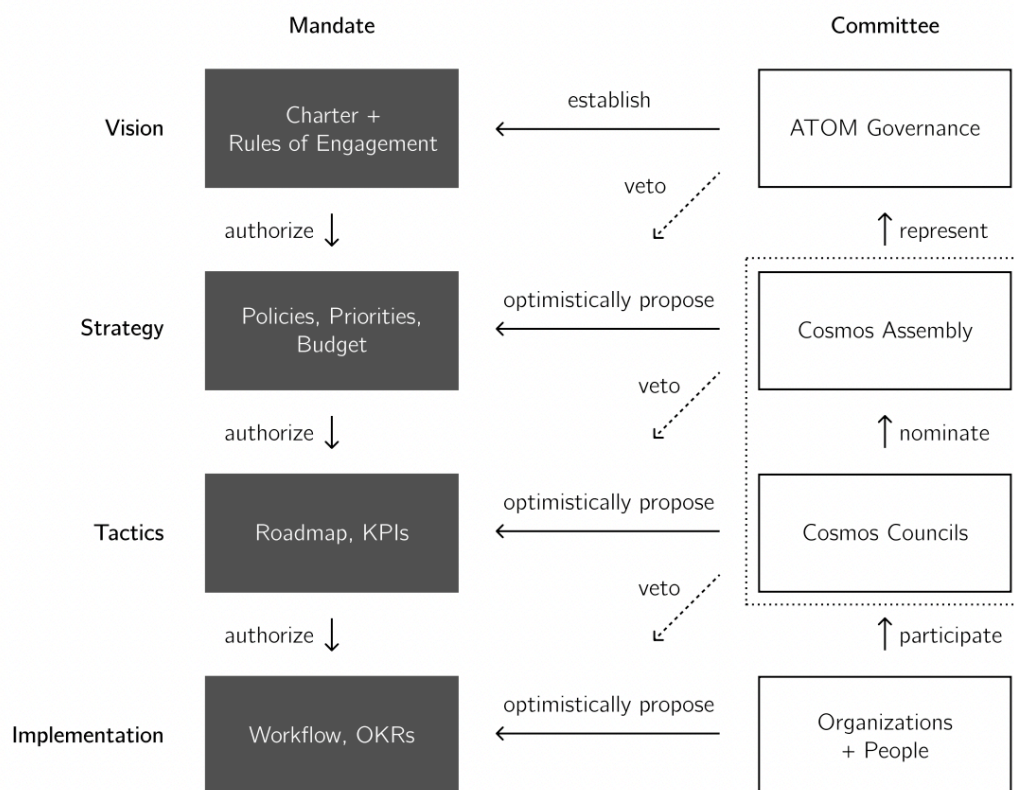 Mandate
Committee
Vision
Charter +
Rules of Engagement
establish
ATOM Governance
veto
authorize
represent
Strategy
Policies, Priorities,
Budget
optimistically propose
Cosmos Assembly
veto
authorize
nominate
Tactics
Roadmap, KPIs
optimistically propose
Cosmos Councils
veto
authorize
participate
Implementation
Workflow, OKRs
optimistically propose
Organizations
+ People